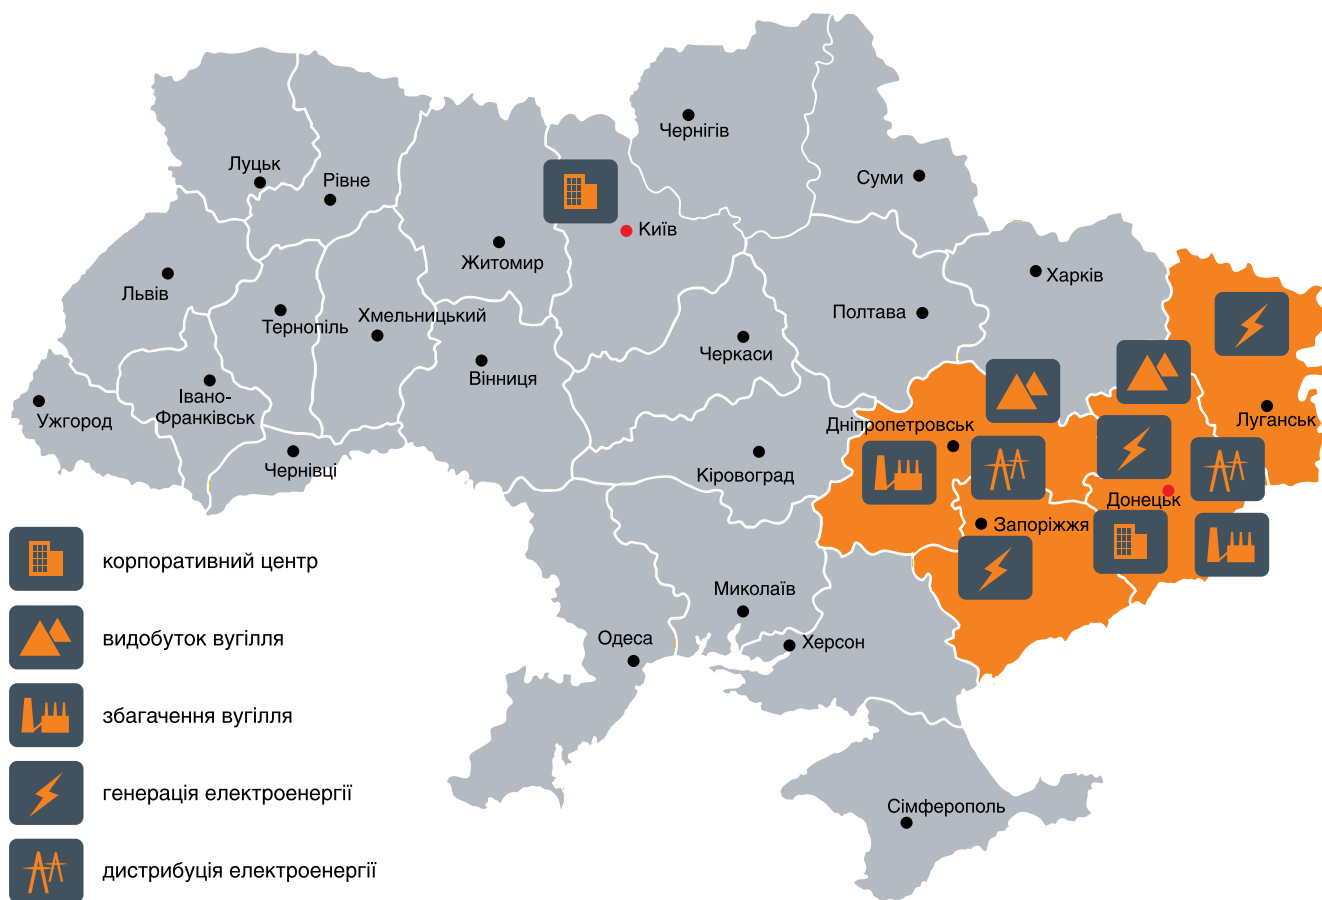 Чернігів
Луцьк
Рівне
Суми
Київ
Житомир
Харків
Львів
Тернопіль
Хмельницький
Полтава
Черкаси
Вінниця
Івано-
Франківськ
Ужгород
Дніпропетровськ
Луганськ
Чернівці
Кіровоград
Донецьк
Запоріжжя
корпоративний центр
Миколаїв
видобуток вугілля
Одеса
Херсон
збагачення вугілля
генерація електроенергії
Сімферополь
дистрибуція електроенергії